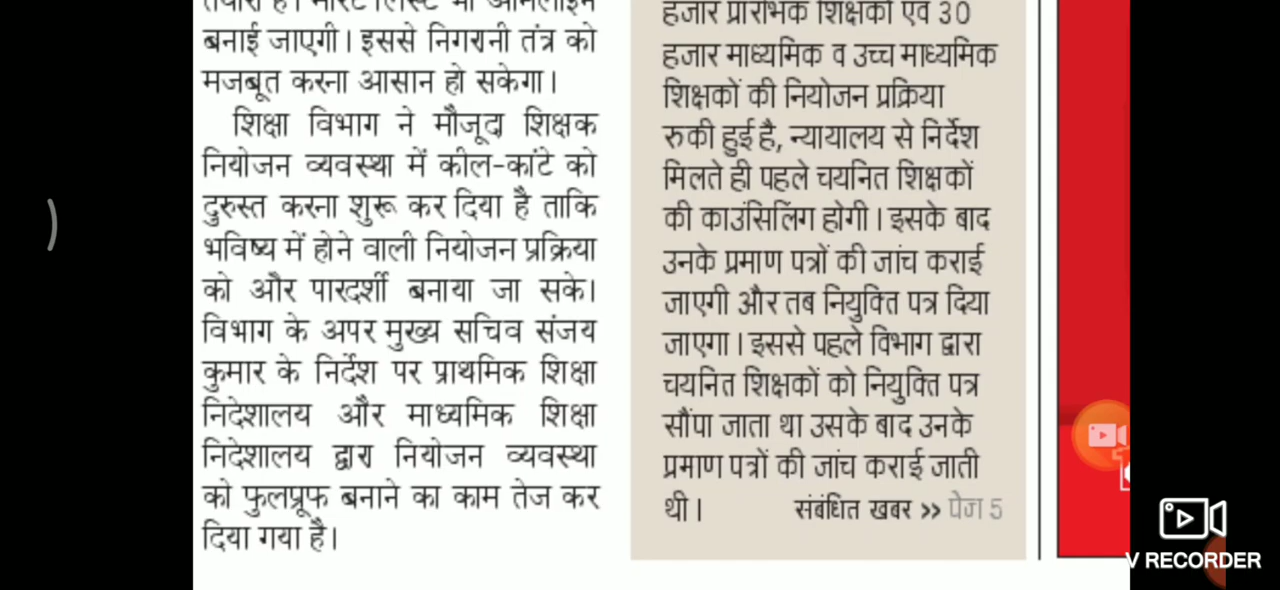 तैयारी है। मेरिट लिस्ट भी ऑनलाइन
बनाई जाएगी। इससे निगरानी तंत्र को
मजबूत करना आसान हो सकेगा।
शिक्षा विभाग ने मौजूदा शिक्षक
नियोजन व्यवस्था में कील-कांटे को
दुरुस्त करना शुरू कर दिया है ताकि
भविष्य में होने वाली नियोजन प्रक्रिया
को और पारदर्शी बनाया जा सके।
विभाग के अपर मुख्य सचिव संजय
कुमार के निर्देश पर प्राथमिक शिक्षा
निदेशालय और माध्यमिक शिक्षा
निदेशालय द्वारा नियोजन व्यवस्था
को फुलप्रूफ बनाने का काम तेज कर
दिया गया है।
हजार प्रारंभिक शिक्षकों एवं 30
हजार माध्यमिक व उच्च माध्यमिक
शिक्षकों की नियोजन प्रक्रिया
रुकी हुई है, न्यायालय से निर्देश
मिलते ही पहले चयनित शिक्षकों
की काउंसिलिंग होगी। इसके बाद
उनके प्रमाण पत्रों की जांच कराई
जाएगी और तब नियुक्ति पत्र दिया
जाएगा। इससे पहले विभाग द्वारा
चयनित शिक्षकों को नियुक्ति पत्र
सौंपा जाता था उसके बाद उनके
प्रमाण पत्रों की जांच कराई जाती
थी।
संबंधित खबर >> पेज 5
V RECORDER